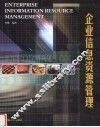 ENTERPRISE
INFORMATION RESOURCE
MANAGEMENT
企业信息资源管理